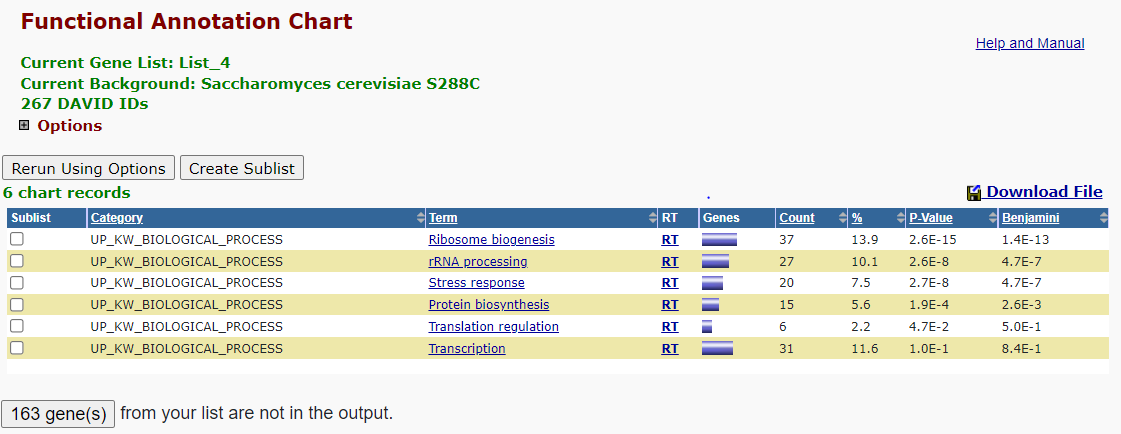 Functional Annotation Chart
Help and Manual
Current Gene List: List_4
Current Background: Saccharomyces cerevisiae S288C
267 DAVID IDs
Options
Rerun Using Options Create Sublist
6 chart records . Download File
Sublist Category Term RT Genes Count % P-Value Benjamini
UP_KW_BIOLOGICAL_PROCESS Ribosome biogenesis RT 37 13.9 2.6E-15 1.4E-13
UP_KW_BIOLOGICAL_PROCESS rRNA processing RT 27 10.1 2.6E-8 4.7E-7
UP_KW_BIOLOGICAL_PROCESS Stress response RT 20 7.5 2.7E-8 4.7E-7
UP_KW_BIOLOGICAL_PROCESS Protein biosynthesis RT 15 5.6 1.9E-4 2.6E-3
UP_KW_BIOLOGICAL_PROCESS Translation regulation RT 6 2.2 4.7E-2 5.0E-1
UP_KW_BIOLOGICAL_PROCESS Transcription RT 31 11.6 1.0E-1 8.4E-1
163 gene(s) from your list are not in the output.